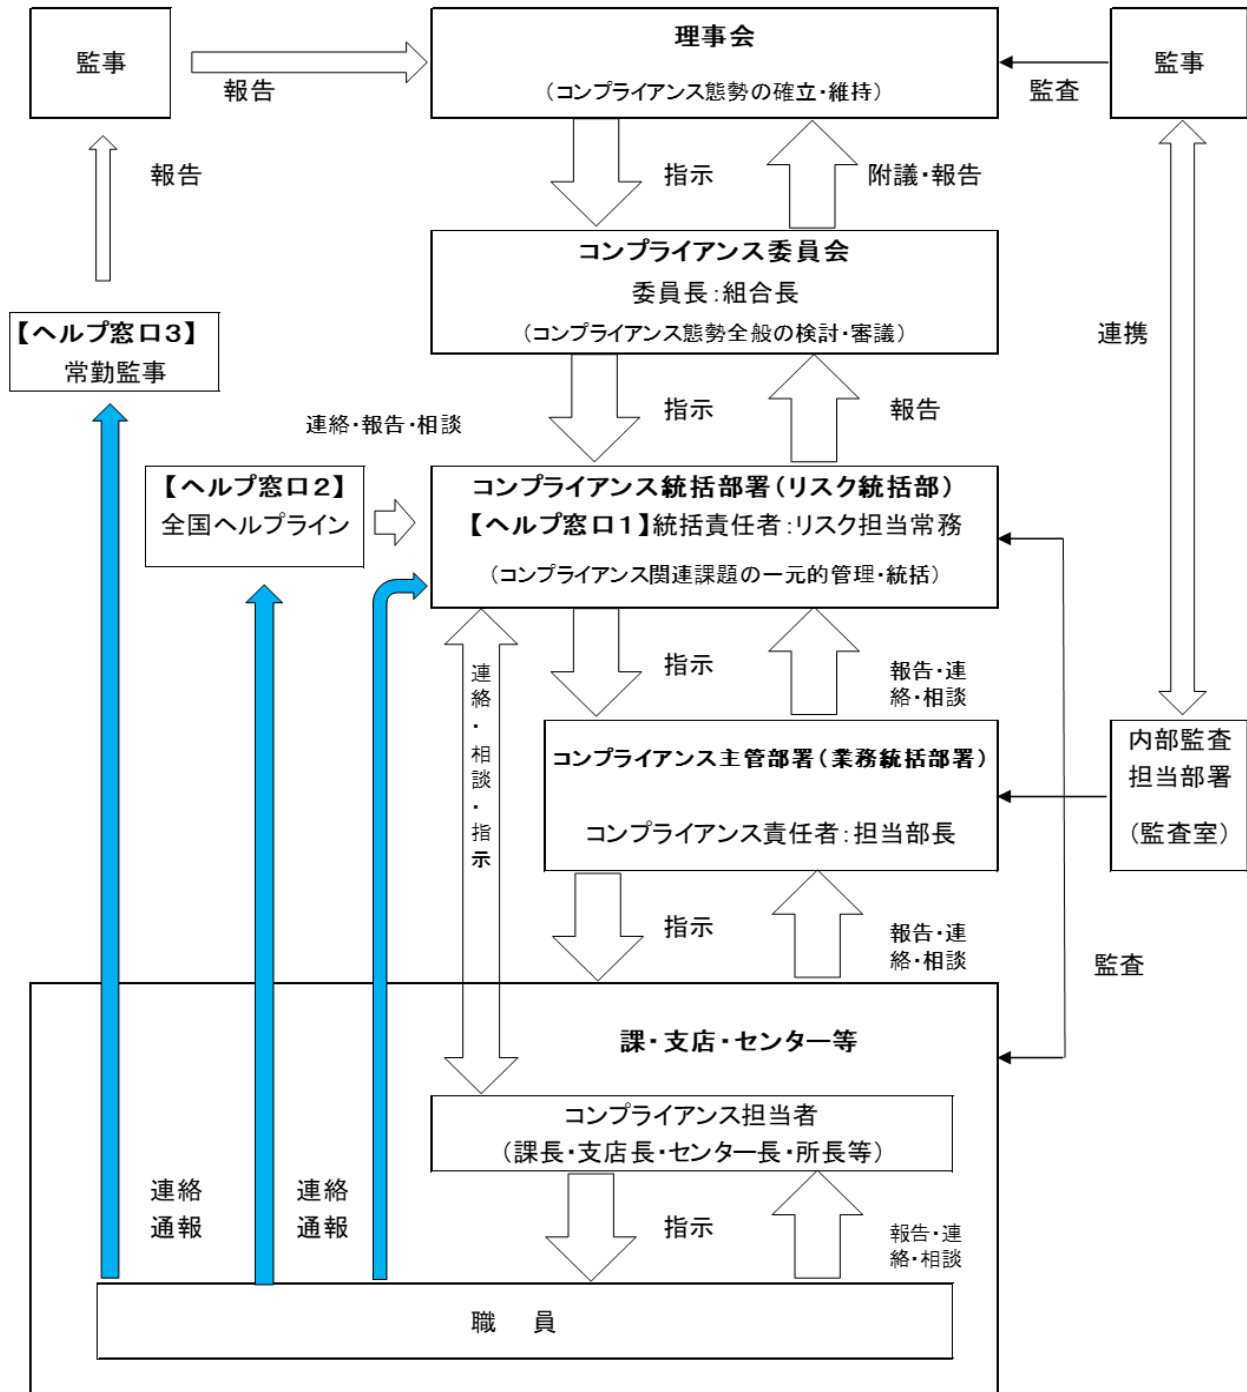 監事
報告
理事会
(コンプライアンス態勢の確立・維持)
監査
監事
報告
指示
附議・報告
コンプライアンス委員会
委員長：組合長
(コンプライアンス態勢全般の検討・審議)
連携
【ヘルプ窓口3】
常勤監事
指示
報告
連絡・報告・相談
【ヘルプ窓口2】
全国ヘルプライン
コンプライアンス統括部署(リスク統括部)
【ヘルプ窓口1】統括責任者：リスク担当常務
(コンプライアンス関連課題の一元的管理・統括)
連絡・相談・指示
指示
報告・連
絡・相談
コンプライアンス主管部署(業務統括部署)
コンプライアンス責任者：担当部長
内部監査
担当部署
(監査室)
指示
報告・連
絡・相談
監査
課・支店・センター等
コンプライアンス担当者
(課長・支店長・センター長・所長等)
連絡
通報
連絡
通報
指示
報告・連
絡・相談
職　員